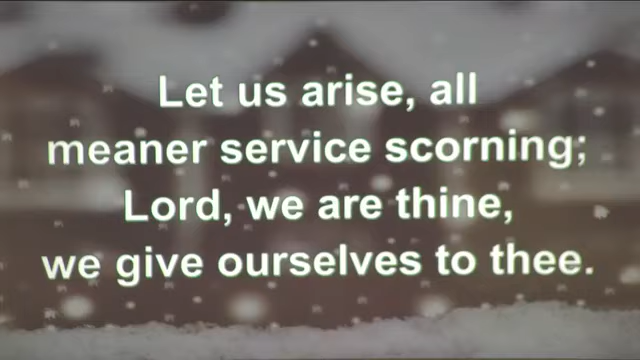 Let us arise, all
meaner service scorning;
Lord, we are thine,
we give ourselves to thee.